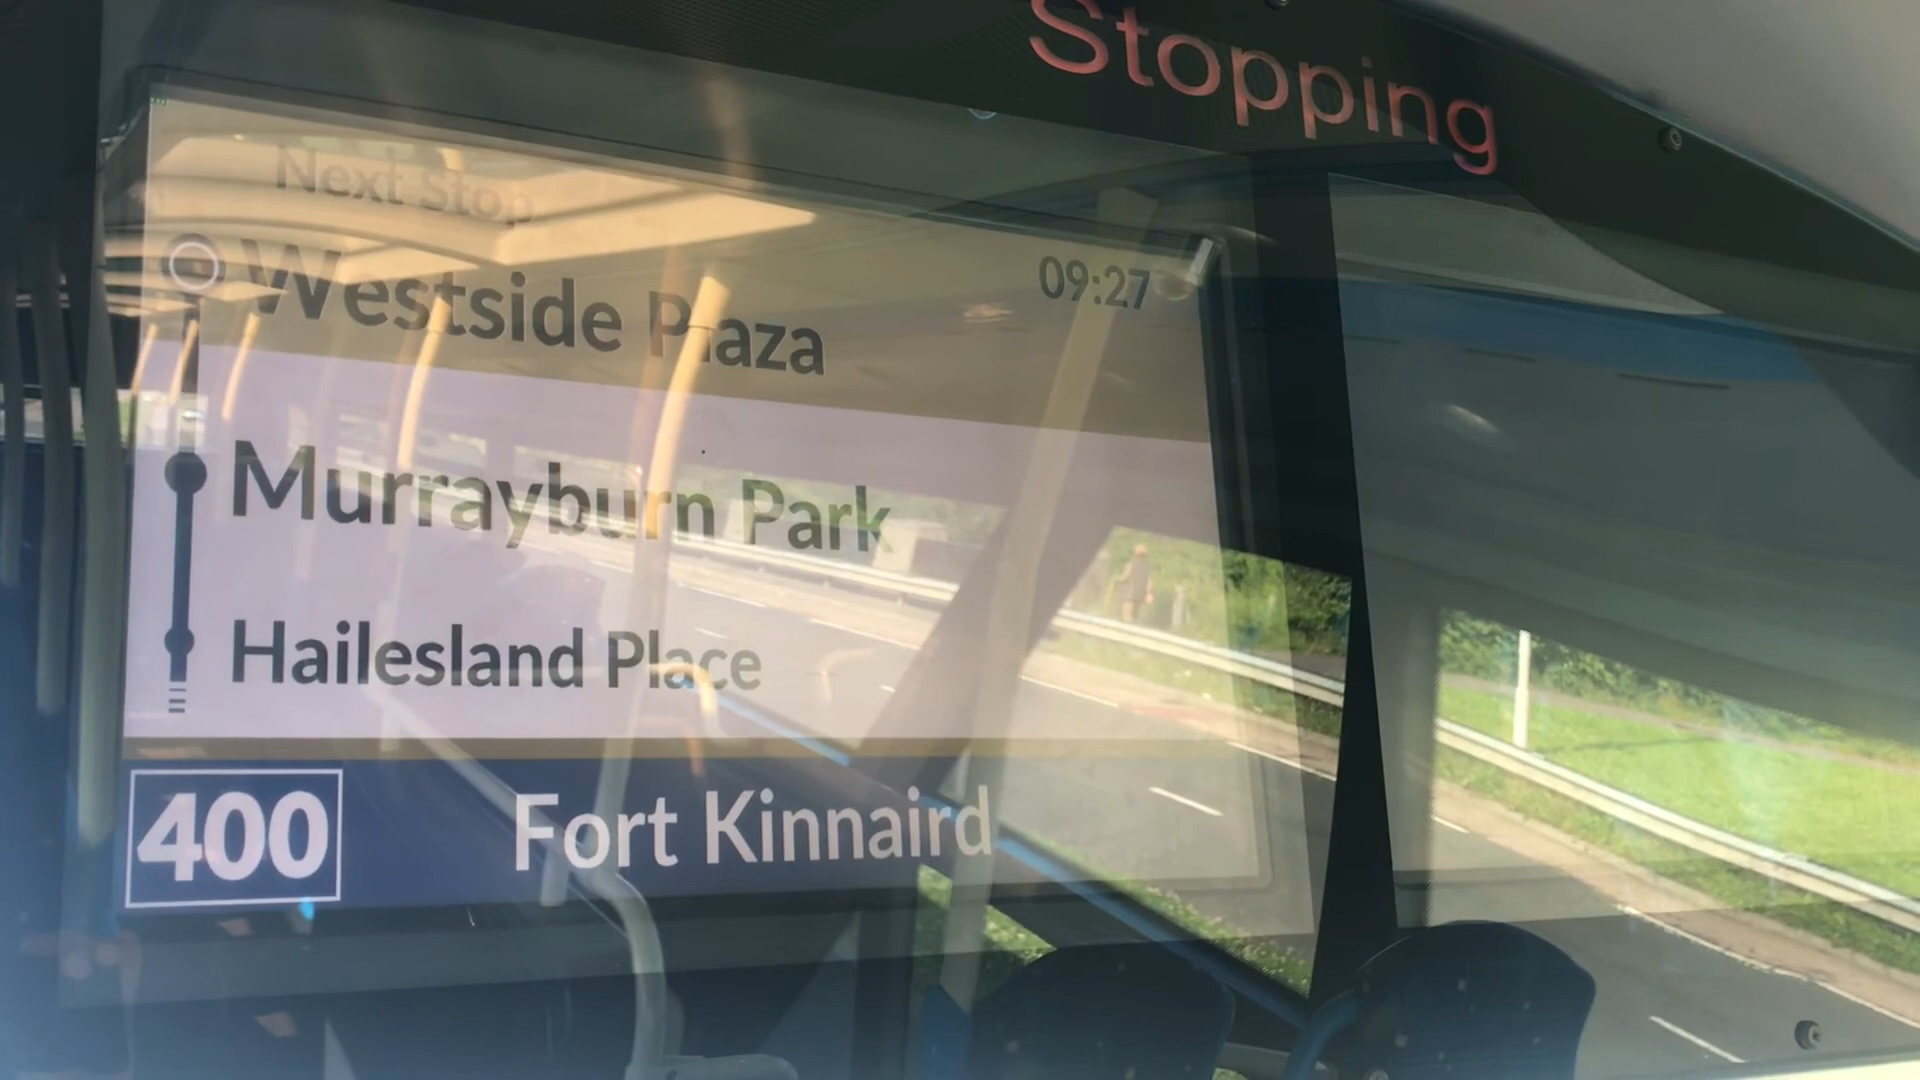 Stopping
Next Stop
Westside Plaza
09:27
Murrayburn Park
Hailesland Place
400 Fort Kinnaird